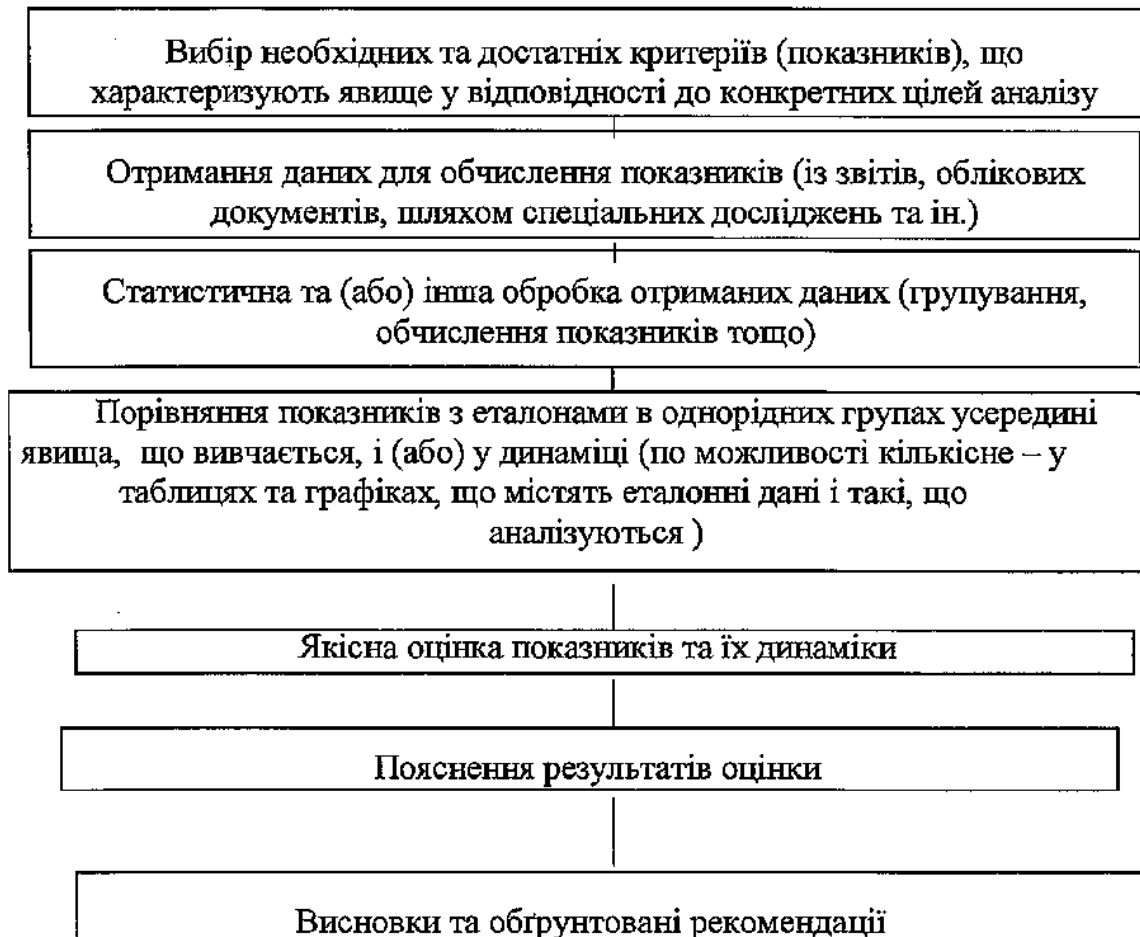 Вибір необхідних та достатніх критеріїв (показників), що
характеризують явище у відповідності до конкретних цілей аналізу
Отримання даних для обчислення показників (із звітів, облікових
документів, шляхом спеціальних досліджень та ін.)
Статистична та (або) інша обробка отриманих даних (групування,
обчислення показників тощо)
Порівняння показників з еталонами в однорідних групах усередині
явища, що вивчається, і (або) у динаміці (по можливості кількісне – у
таблицях та графіках, що містять еталонні дані і такі, що
аналізуються )
Якісна оцінка показників та їх динаміки
Пояснення результатів оцінки
Висновки та обґрунтовані рекомендації